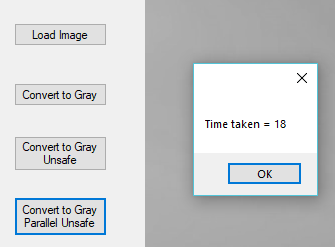 Load Image
Convert to Gray
Convert to Gray
Unsafe
Convert to Gray
Parallel Unsafe
Time taken = 18
OK